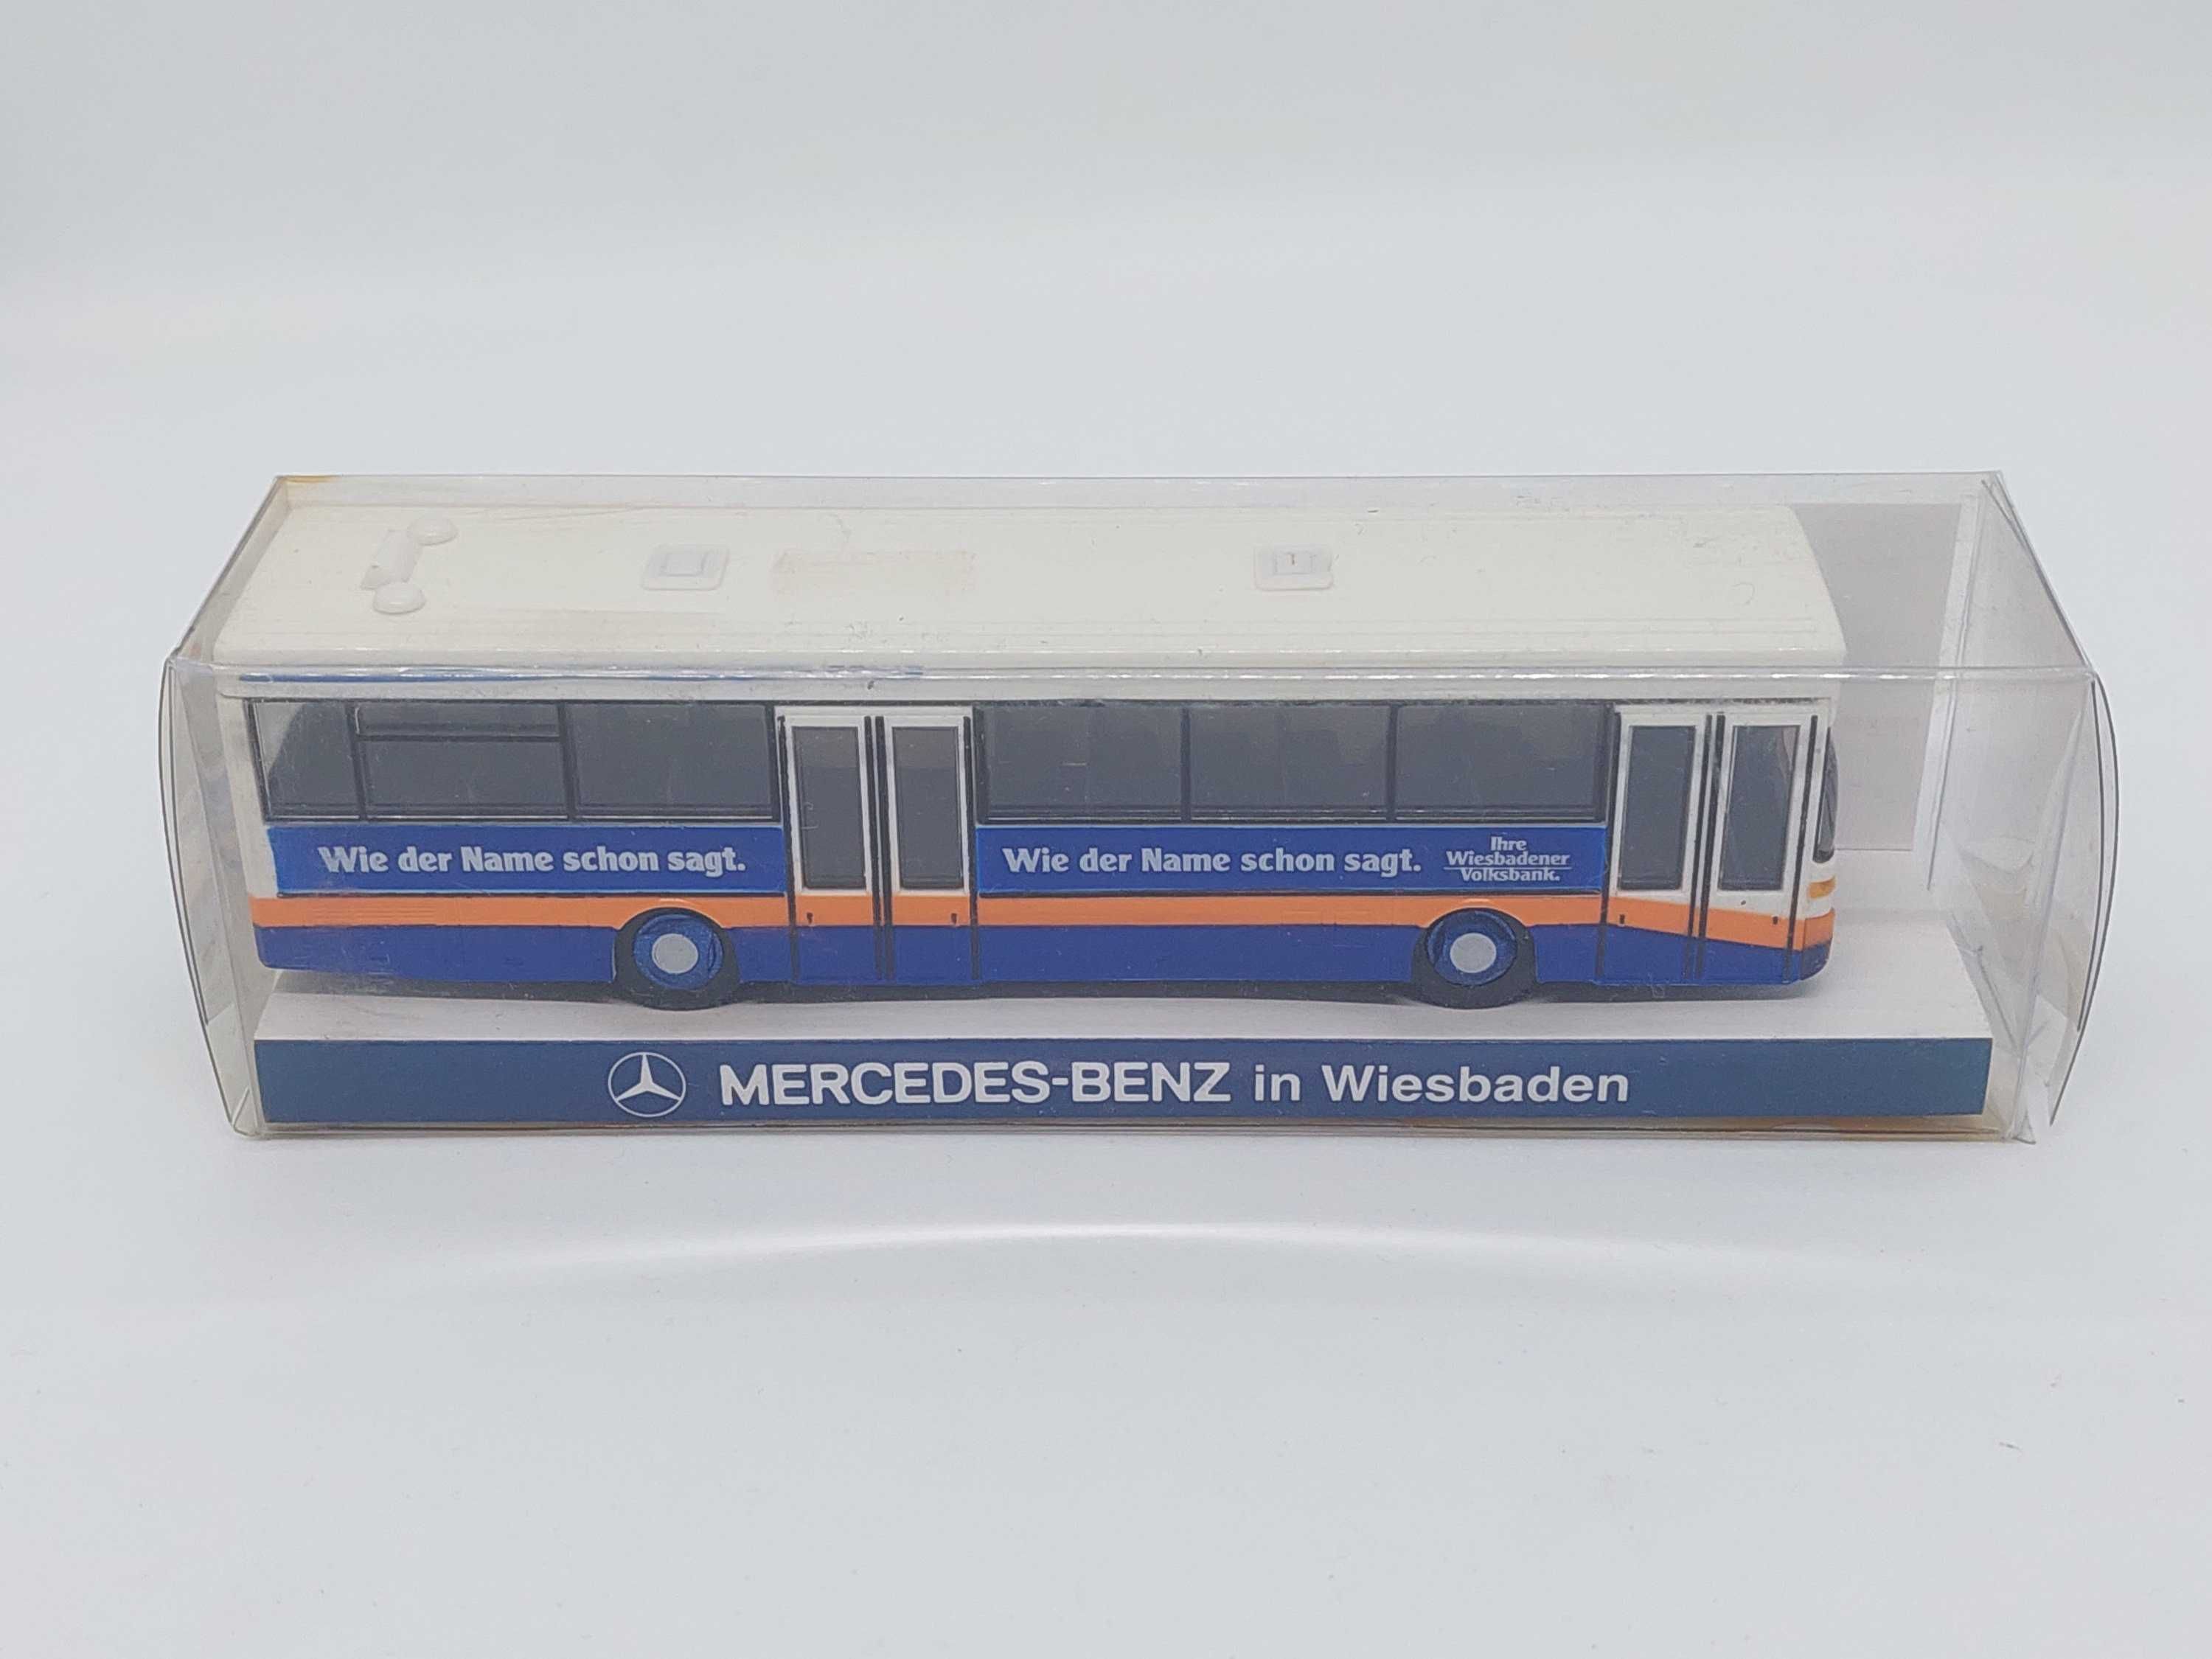 Wie der Name schon sagt.
Wie der Name schon sagt.
Ihre
Wiesbadener
Volksbank.
MERCEDES-BENZ in Wiesbaden